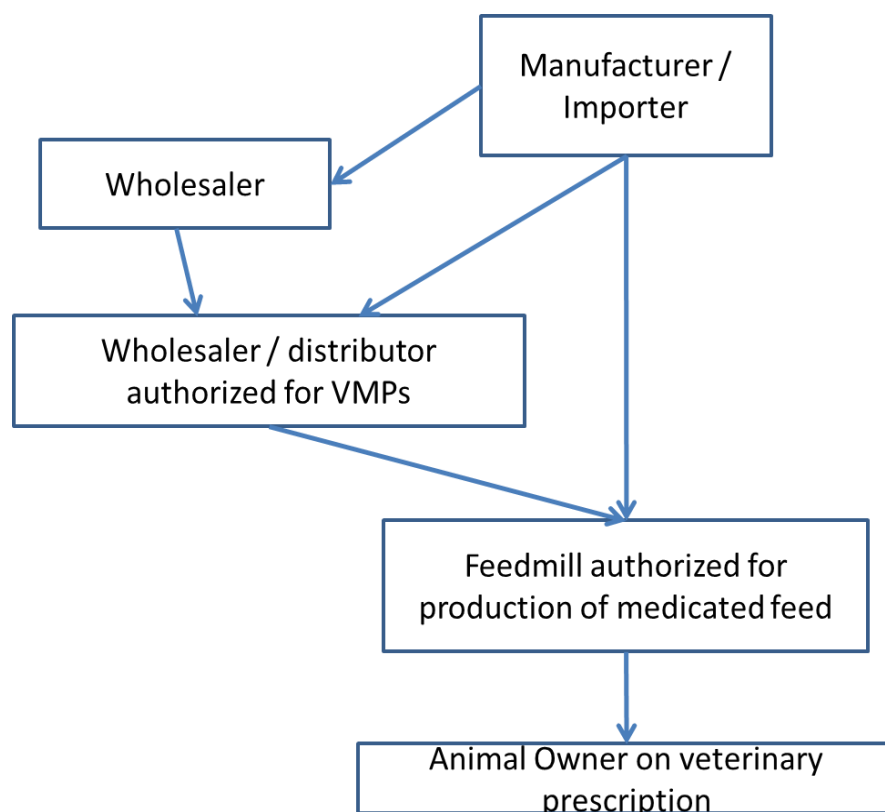 Manufacturer /
Importer
Wholesaler
Wholesaler / distributor
authorized for VMPs
Feedmill authorized for
production of medicated feed
Animal Owner on veterinary
prescription